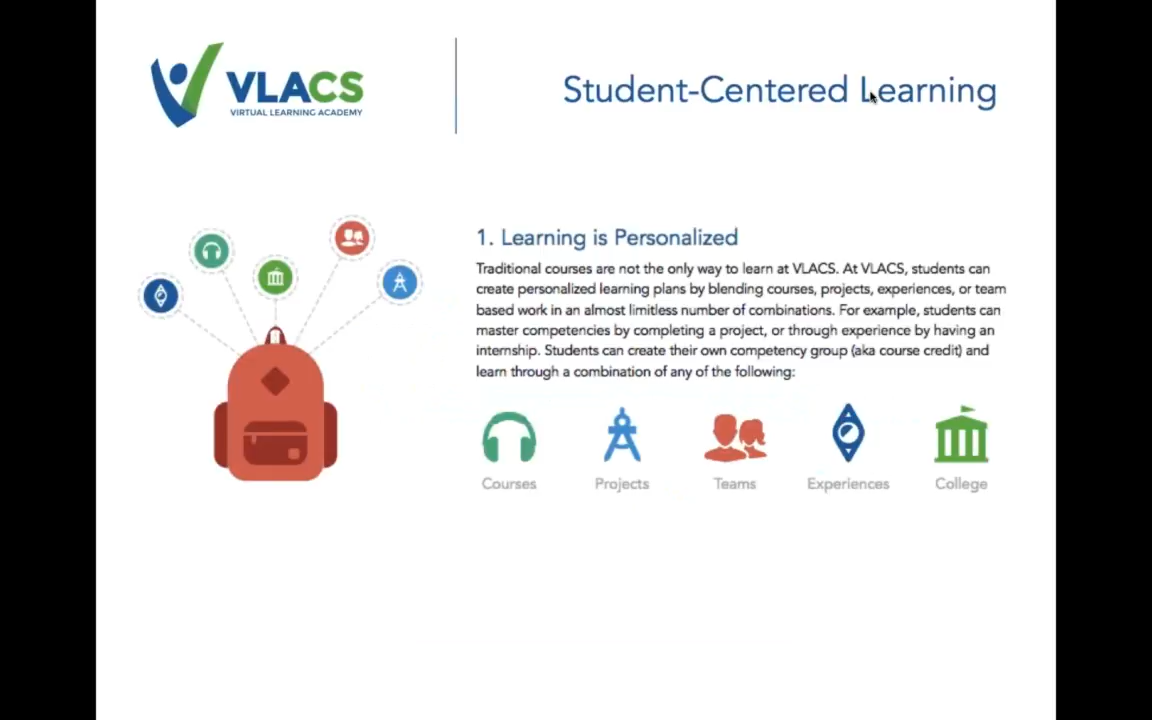 VLACS
VIRTUAL LEARNING ACADEMY
Student-Centered Learning
1. Learning is Personalized
Traditional courses are not the only way to learn at VLACS. At VLACS, students can
create personalized learning plans by blending courses, projects, experiences, or team
based work in an almost limitless number of combinations. For example, students can
master competencies by completing a project, or through experience by having an
internship. Students can create their own competency group (aka course credit) and
learn through a combination of any of the following:
Courses
Projects
Teams
Experiences
College